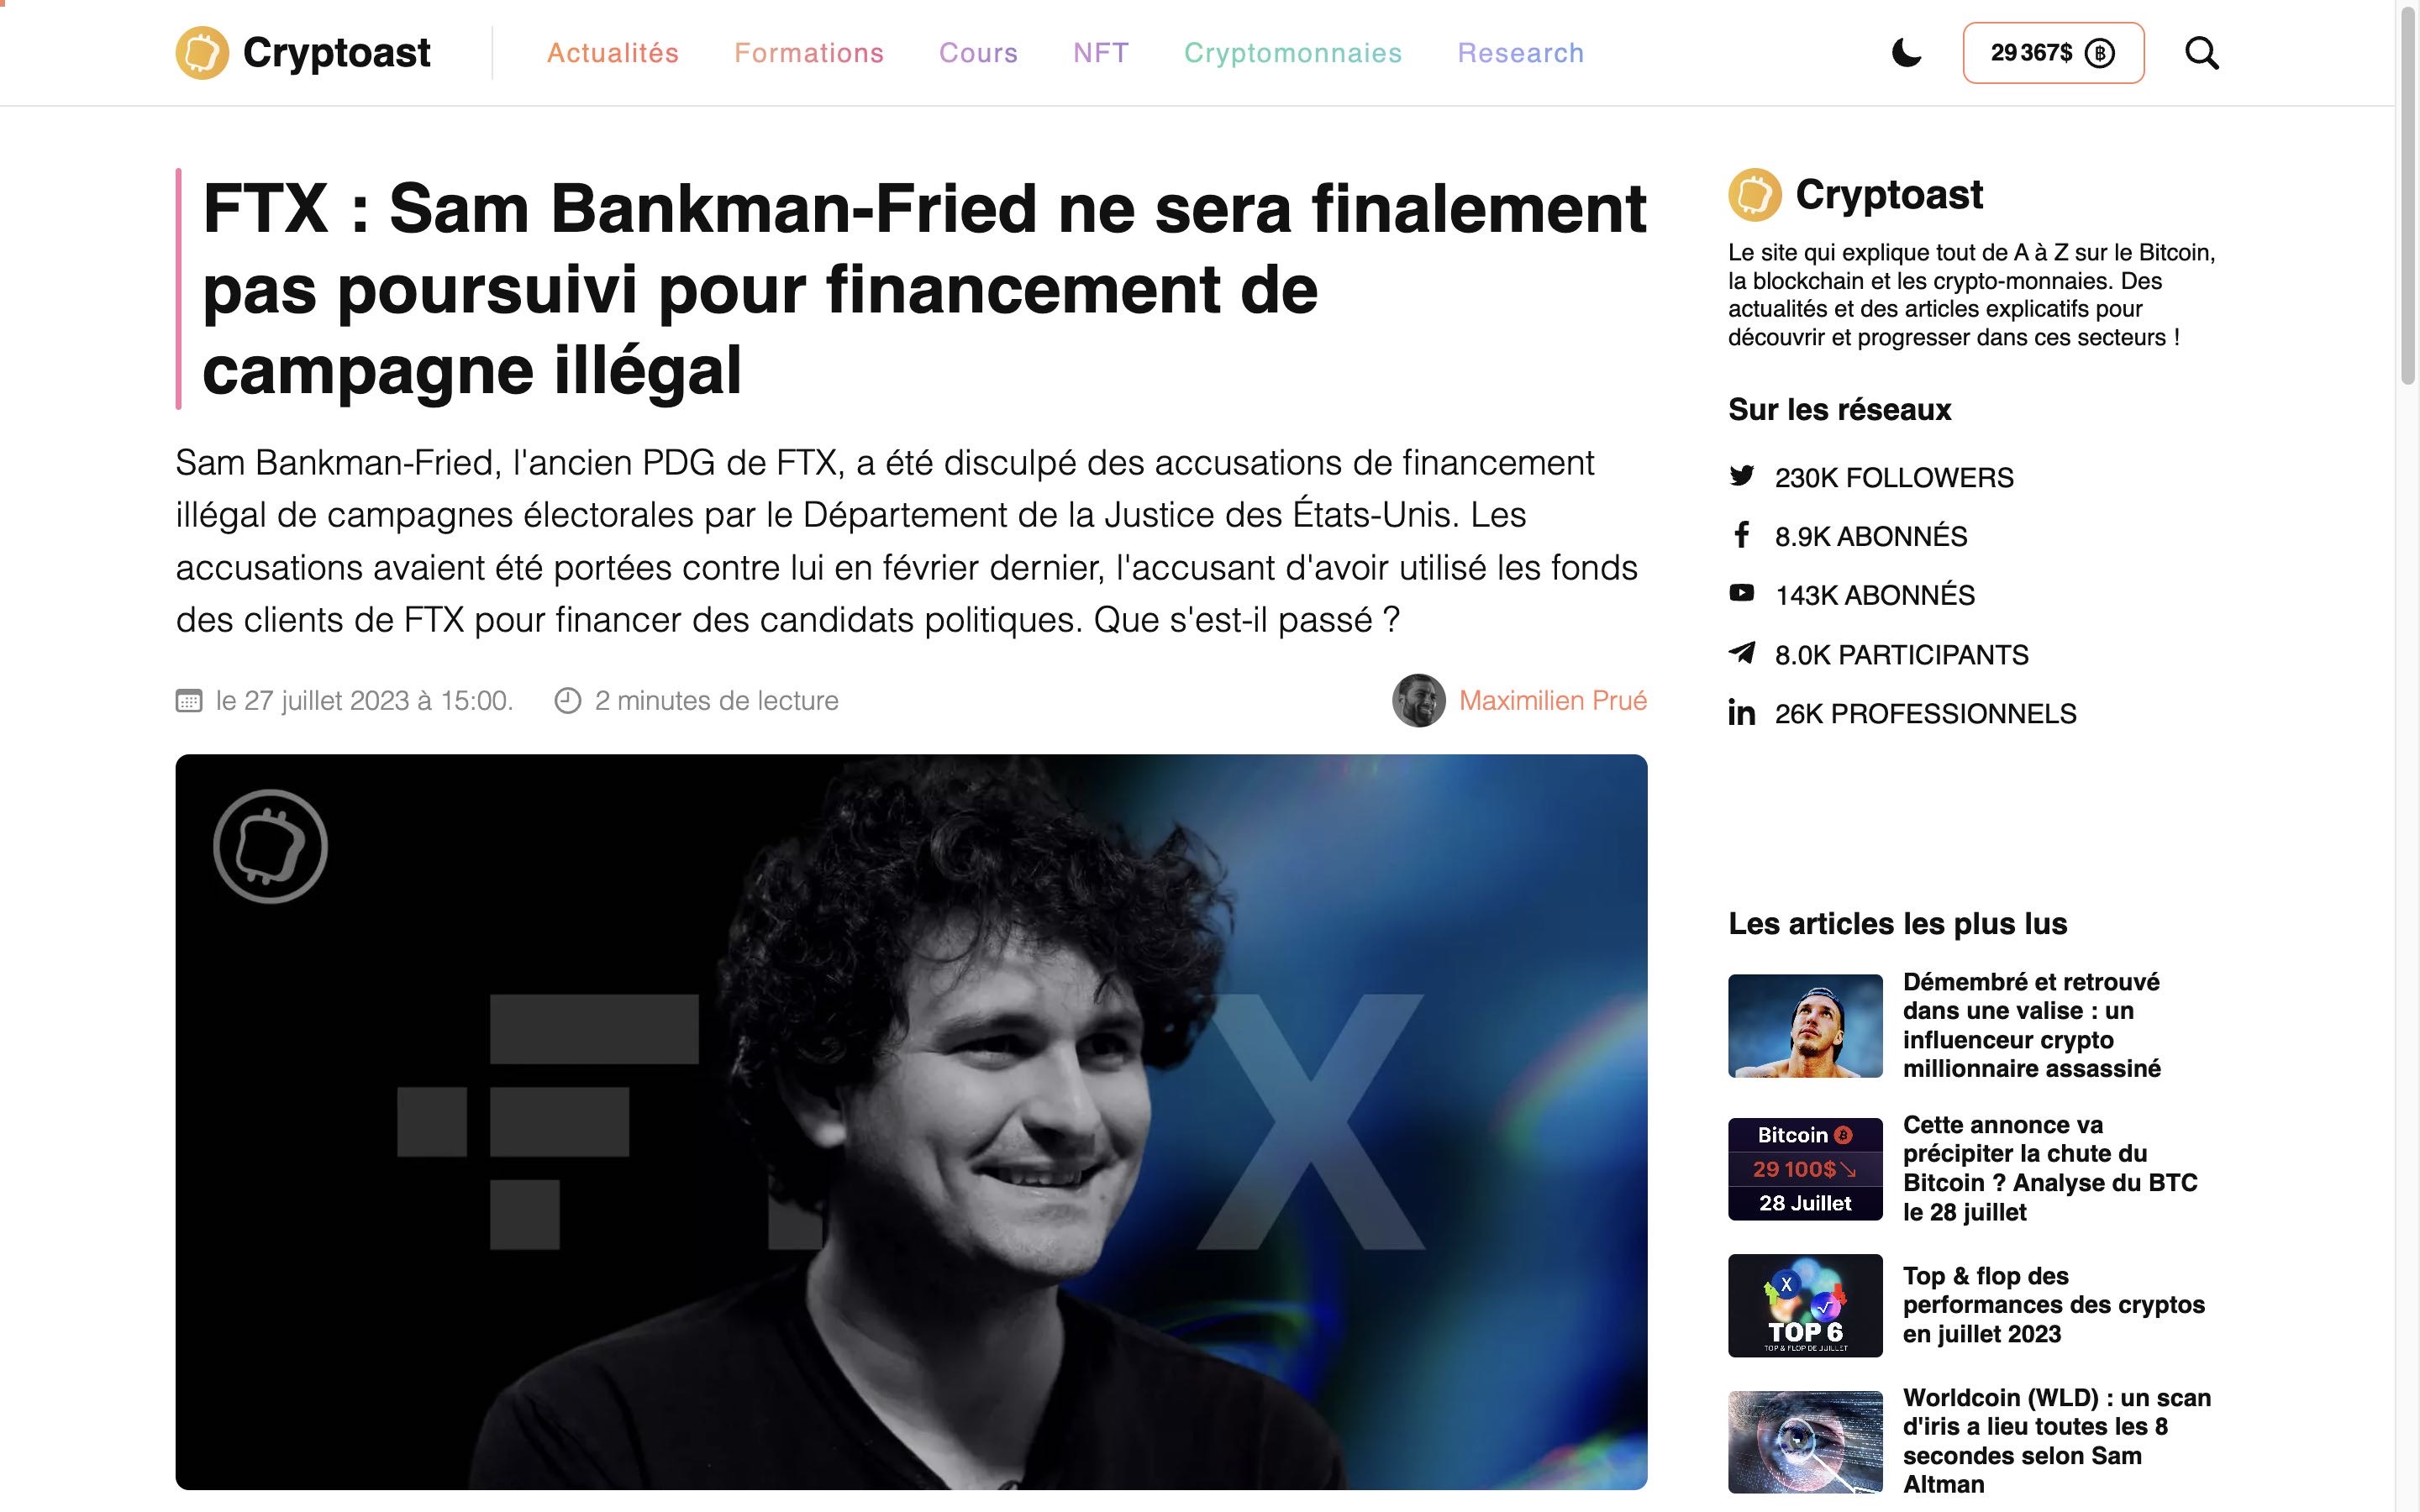 Cryptoast
Actualités
Formations
Cours
NFT
Cryptomonnaies
Research
29 367$
FTX : Sam Bankman-Fried ne sera finalement
pas poursuivi pour financement de
campagne illégal
Sam Bankman-Fried, l'ancien PDG de FTX, a été disculpé des accusations de financement
illégal de campagnes électorales par le Département de la Justice des États-Unis. Les
accusations avaient été portées contre lui en février dernier, l'accusant d'avoir utilisé les fonds
des clients de FTX pour financer des candidats politiques. Que s'est-il passé ?
le 27 juillet 2023 à 15:00.
2 minutes de lecture
Maximilien Prué
X
Cryptoast
Le site qui explique tout de A à Z sur le Bitcoin,
la blockchain et les crypto-monnaies. Des
actualités et des articles explicatifs pour
découvrir et progresser dans ces secteurs !
Sur les réseaux
230K FOLLOWERS
8.9K ABONNÉS
143K ABONNÉS
8.0K PARTICIPANTS
in 26K PROFESSIONNELS
Les articles les plus lus
Démembré et retrouvé
dans une valise : un
influenceur crypto
millionnaire assassiné
Bitcoin
29 100$
28 Juillet
Cette annonce va
précipiter la chute du
Bitcoin ? Analyse du BTC
le 28 juillet
X
TOP 6
TOP & FLOP DE JUILLET
Top & flop des
performances des cryptos
en juillet 2023
Worldcoin (WLD) : un scan
d'iris a lieu toutes les 8
secondes selon Sam
Altman